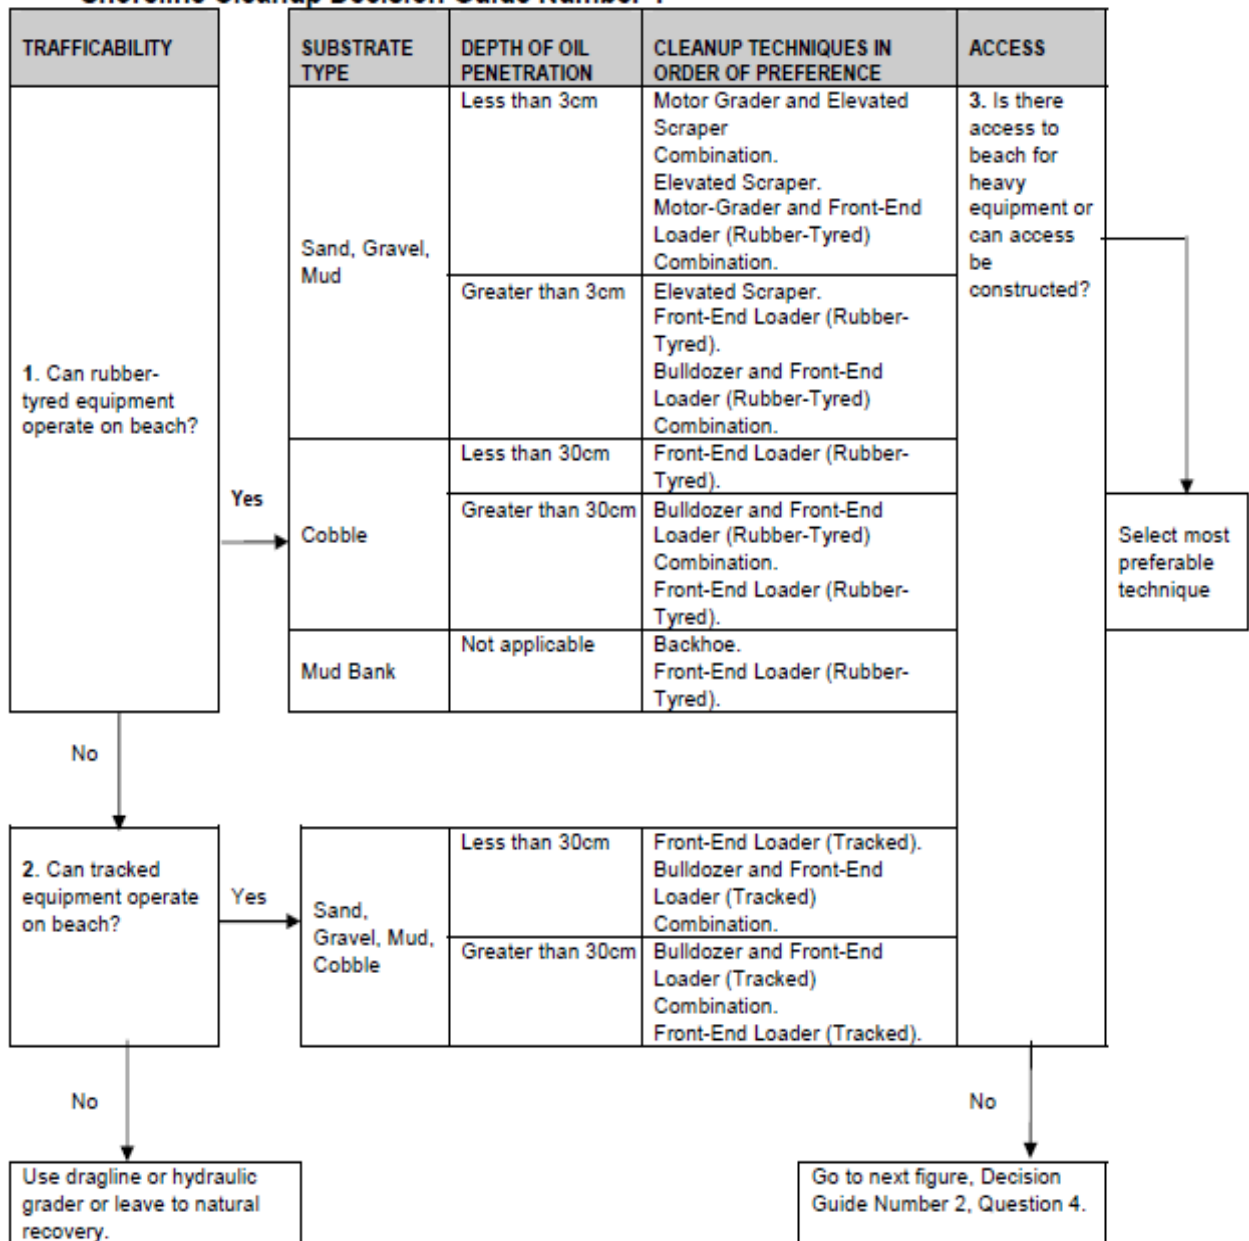 Shoreline Cleanup Decision Guide Number 1
TRAFFICABILITY
SUBSTRATE
TYPE
DEPTH OF OIL
PENETRATION
CLEANUP TECHNIQUES IN
ORDER OF PREFERENCE
ACCESS
1. Can rubber-
tyred equipment
operate on beach?
Yes
Sand, Gravel,
Mud
Less than 3cm
Motor Grader and Elevated
Scraper
Combination.
Elevated Scraper.
Motor-Grader and Front-End
Loader (Rubber-Tyred)
Combination.
Greater than 3cm
Elevated Scraper.
Front-End Loader (Rubber-
Tyred).
Bulldozer and Front-End
Loader (Rubber-Tyred)
Combination.
Cobble
Less than 30cm
Front-End Loader (Rubber-
Tyred).
Greater than 30cm
Bulldozer and Front-End
Loader (Rubber-Tyred)
Combination.
Front-End Loader (Rubber-
Tyred).
Mud Bank
Not applicable
Backhoe.
Front-End Loader (Rubber-
Tyred).
3. Is there
access to
beach for
heavy
equipment or
can access
be
constructed?
Select most
preferable
technique
No
2. Can tracked
equipment operate
on beach?
Yes
Sand,
Gravel, Mud,
Cobble
Less than 30cm
Front-End Loader (Tracked).
Bulldozer and Front-End
Loader (Tracked)
Combination.
Greater than 30cm
Bulldozer and Front-End
Loader (Tracked)
Combination.
Front-End Loader (Tracked).
No
No
Use dragline or hydraulic
grader or leave to natural
recovery.
Go to next figure, Decision
Guide Number 2, Question 4.